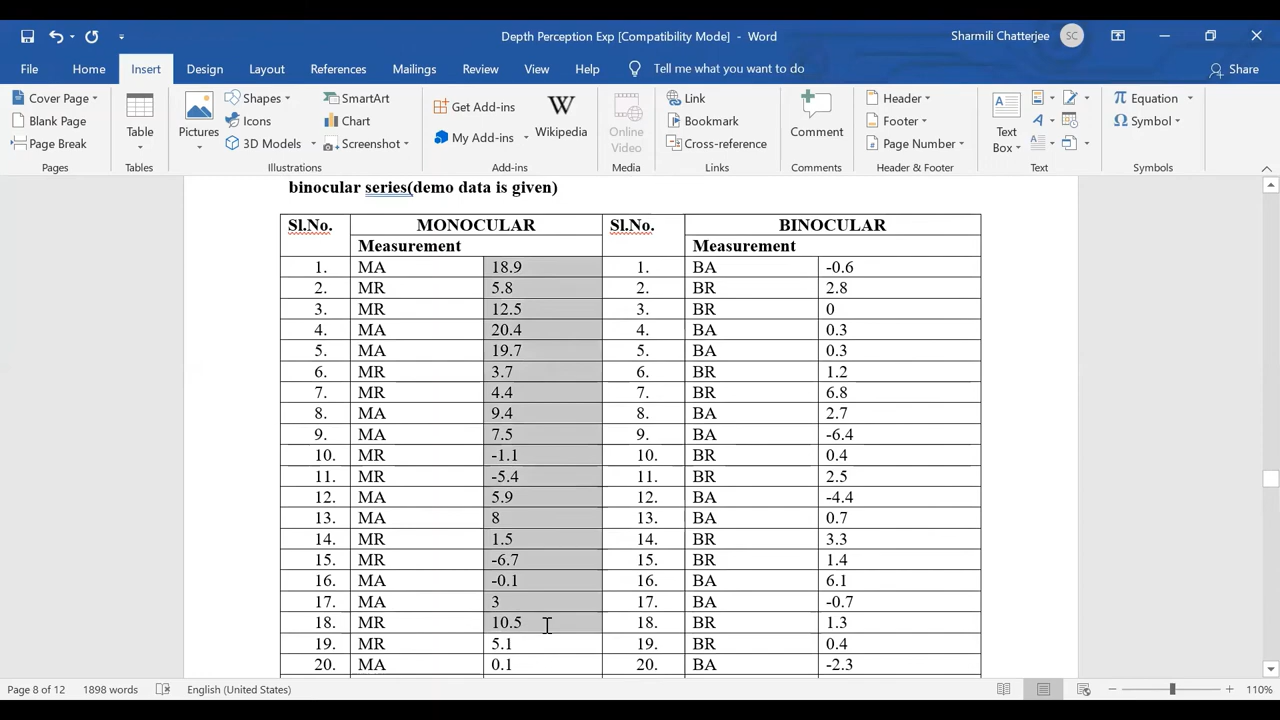 Depth Perception Exp [Compatibility Mode] - Word
Sharmili Chatterjee SC
File Home Insert Design Layout References Mailings Review View Help Tell me what you want to do Share
Cover Page
Blank Page
Page Break
Pages
Table
Tables
Pictures
Shapes
Icons
3D Models
SmartArt
Chart
Screenshot
Illustrations
Get Add-ins
My Add-ins
Wikipedia
Add-ins
Online
Video
Media
Link
Bookmark
Cross-reference
Links
Comment
Comments
Header
Footer
Page Number
Header & Footer
Text
Box
A
A
Text
Equation
Symbol
Symbols
binocular series(demo data is given)
Sl.No. MONOCULAR Sl.No. BINOCULAR
Measurement Measurement
1. MA 18.9 1. BA -0.6
2. MR 5.8 2. BR 2.8
3. MR 12.5 3. BR 0
4. MA 20.4 4. BA 0.3
5. MA 19.7 5. BA 0.3
6. MR 3.7 6. BR 1.2
7. MR 4.4 7. BR 6.8
8. MA 9.4 8. BA 2.7
9. MA 7.5 9. BA -6.4
10. MR -1.1 10. BR 0.4
11. MR -5.4 11. BR 2.5
12. MA 5.9 12. BA -4.4
13. MA 8 13. BA 0.7
14. MR 1.5 14. BR 3.3
15. MR -6.7 15. BR 1.4
16. MA -0.1 16. BA 6.1
17. MA 3 17. BA -0.7
18. MR 10.5 18. BR 1.3
19. MR 5.1 19. BR 0.4
20. MA 0.1 20. BA -2.3
Page 8 of 12 1898 words English (United States) 110%